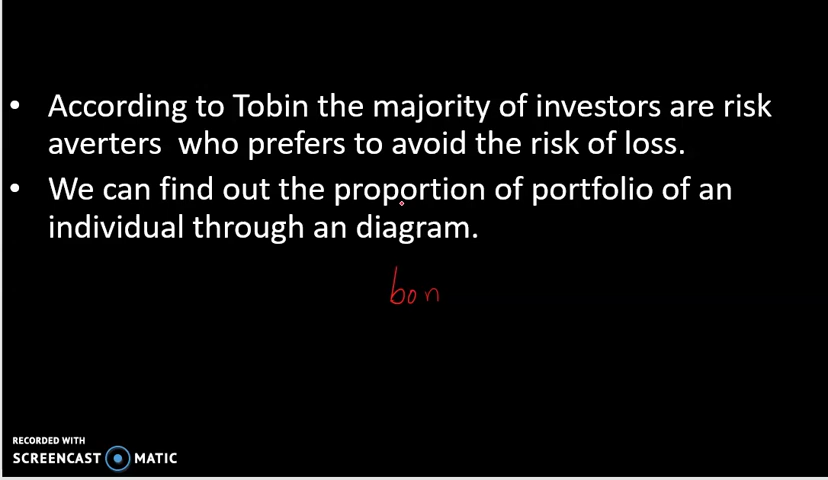 • According to Tobin the majority of investors are risk
averters who prefers to avoid the risk of loss.
• We can find out the proportion of portfolio of an
individual through an diagram.
bon
RECORDED WITH
SCREENCAST MATIC